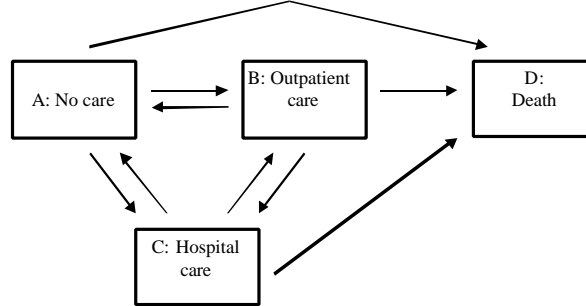 A: No care
B: Outpatient
care
D:
Death
C: Hospital
care